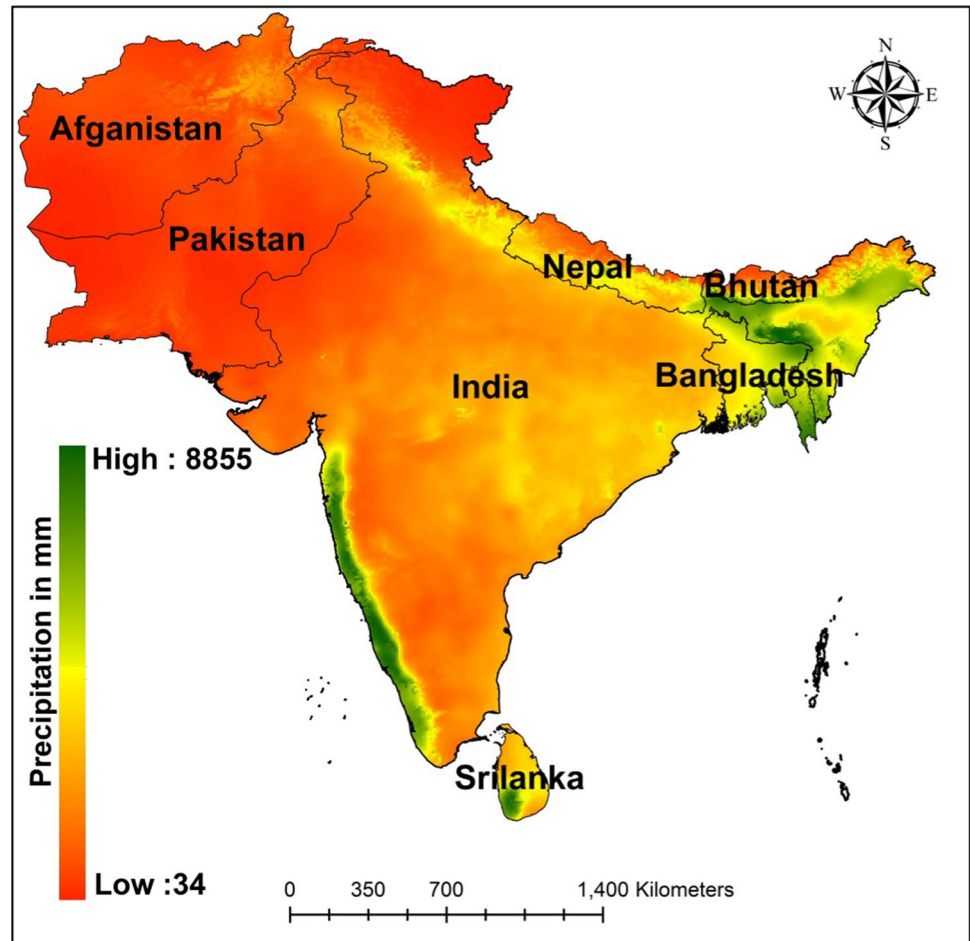 N
W E
S
Afganistan
Pakistan
Nepal
Bhutan
India
Bangladesh
High : 8855
Precipitation in mm
Srilanka
Low :34
0 350 700 1,400 Kilometers